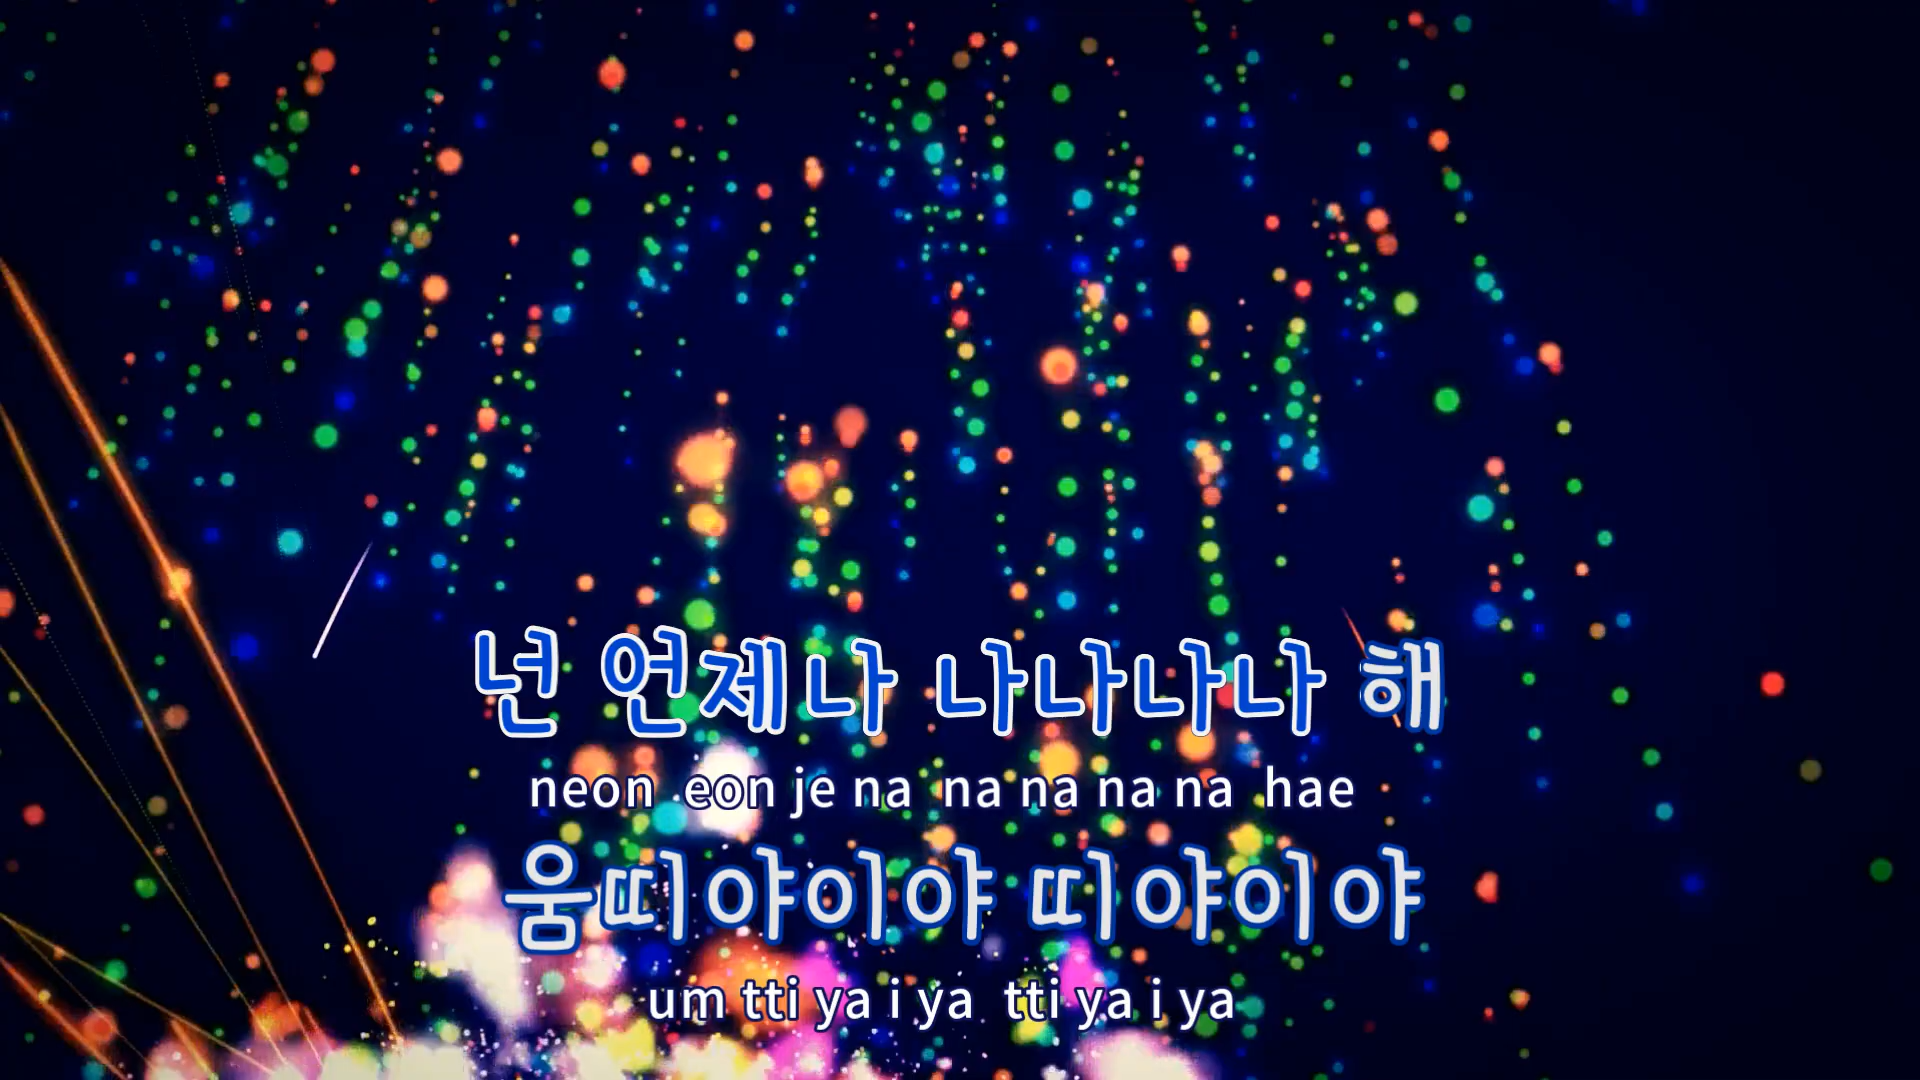 넌 언제나 나나나나 해
neon eon je na na na na na hae
움띠야이야 띠야이야
um tti ya i ya tti ya i ya